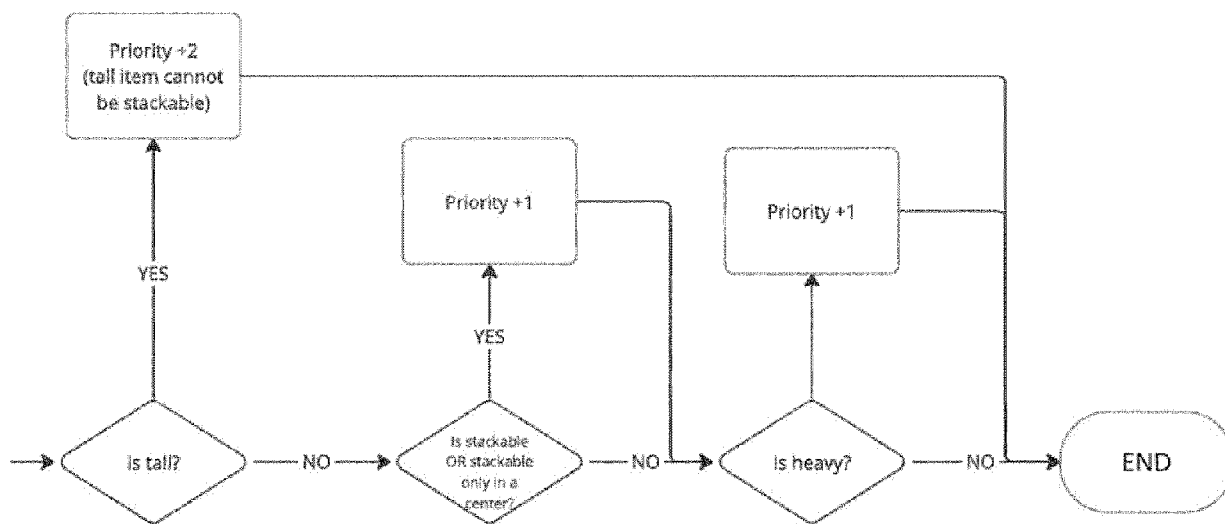 Priority +2
(tall item cannot
be stackable)
Priority +1
Priority +1
YES
YES
Is tall?
NO
Is stackable
OR stackable
only in a
center?
NO
Is heavy?
NO
END